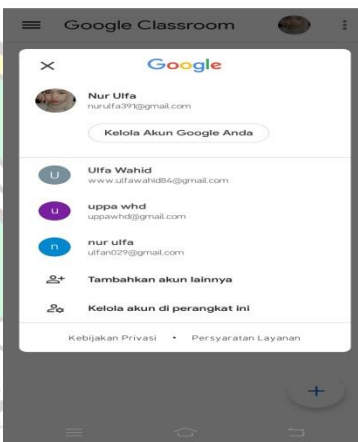 Google Classroom
Google
Nur Ulfa
nurulfa391@gmail.com
Kelola Akun Google Anda
U
Ulfa Wahid
www.ulfawahid84@gmail.com
u
uppa whd
uppawhd@gmail.com
n
nur ulfa
ulfan029@gmail.com
Tambahkan akun lainnya
Kelola akun di perangkat ini
Kebijakan Privasi • Persyaratan Layanan